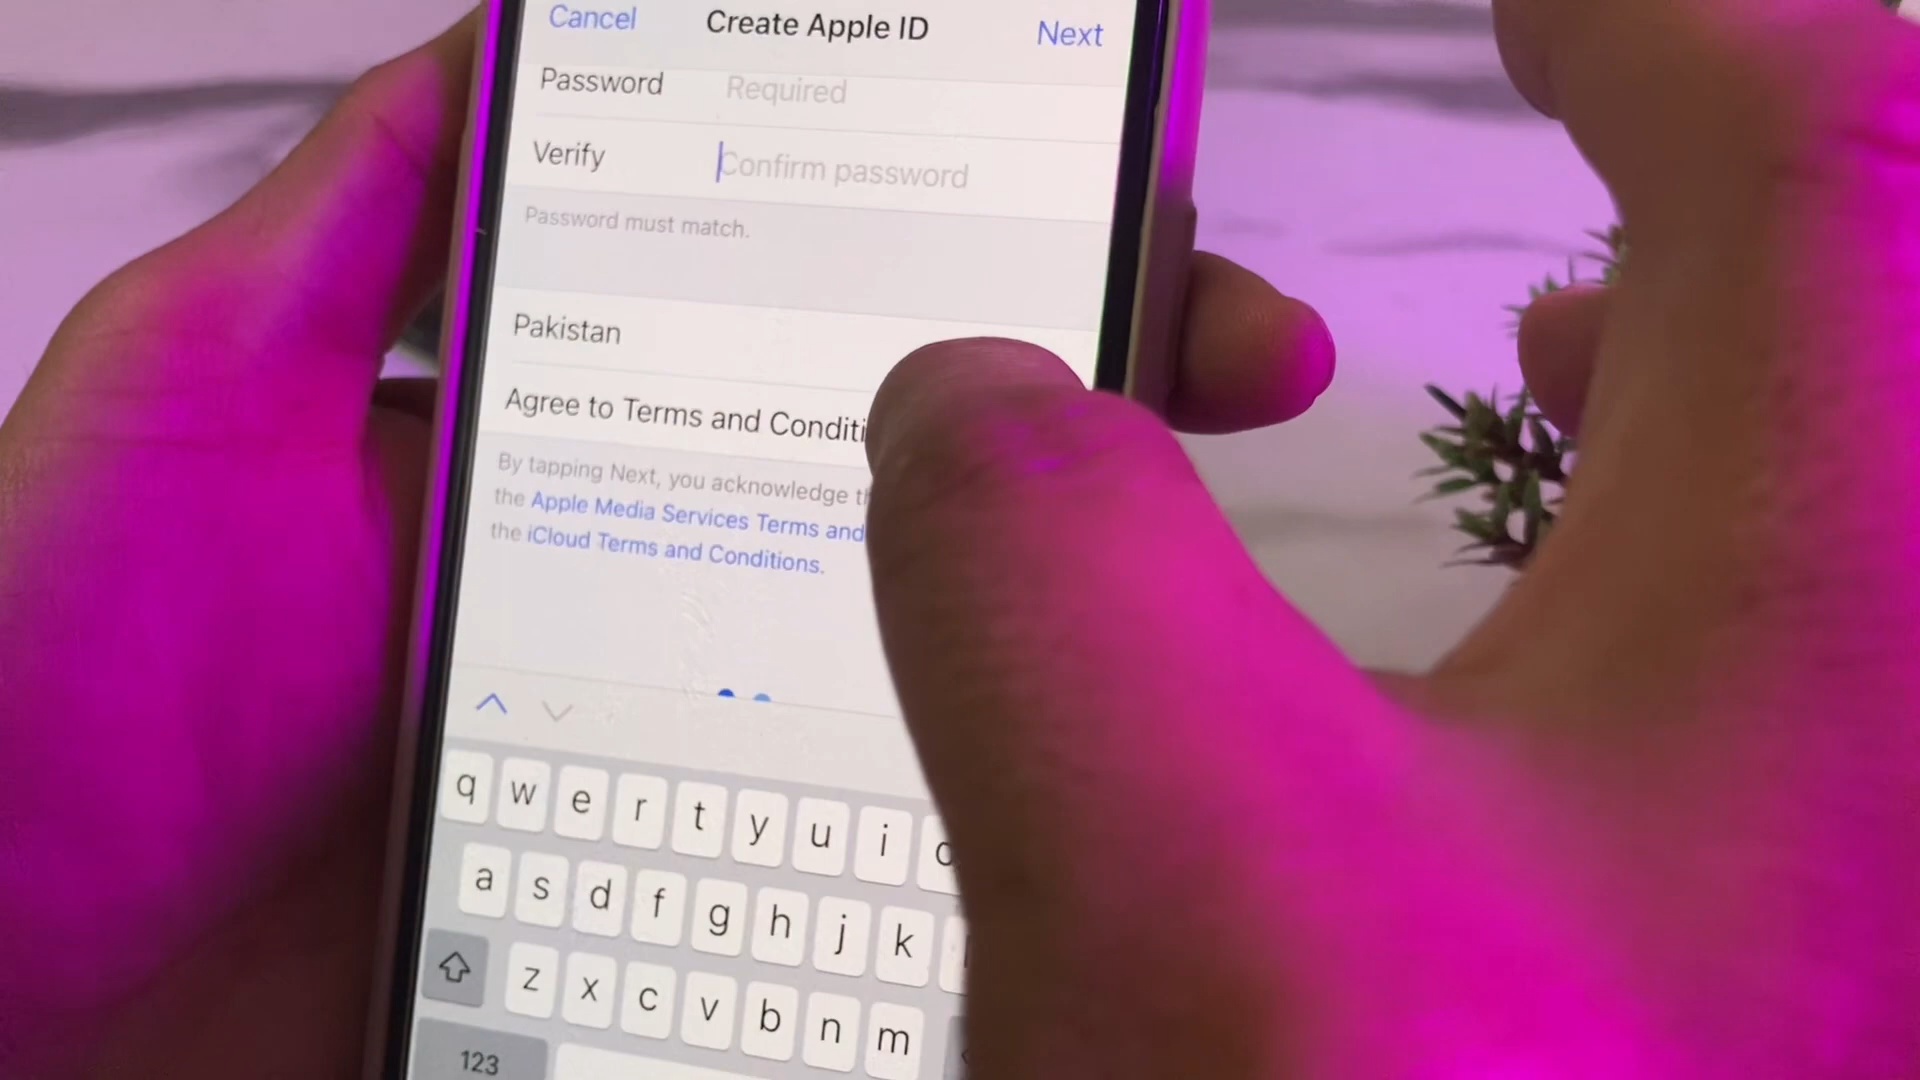 Cancel Create Apple ID Next
Password Required
Verify Confirm password
Password must match.
Pakistan
Agree to Terms and Conditi
By tapping Next, you acknowledge
the Apple Media Services Terms and
the iCloud Terms and Conditions.
q w e r t y u i
a s d f g h j k
z x c v b n m
123